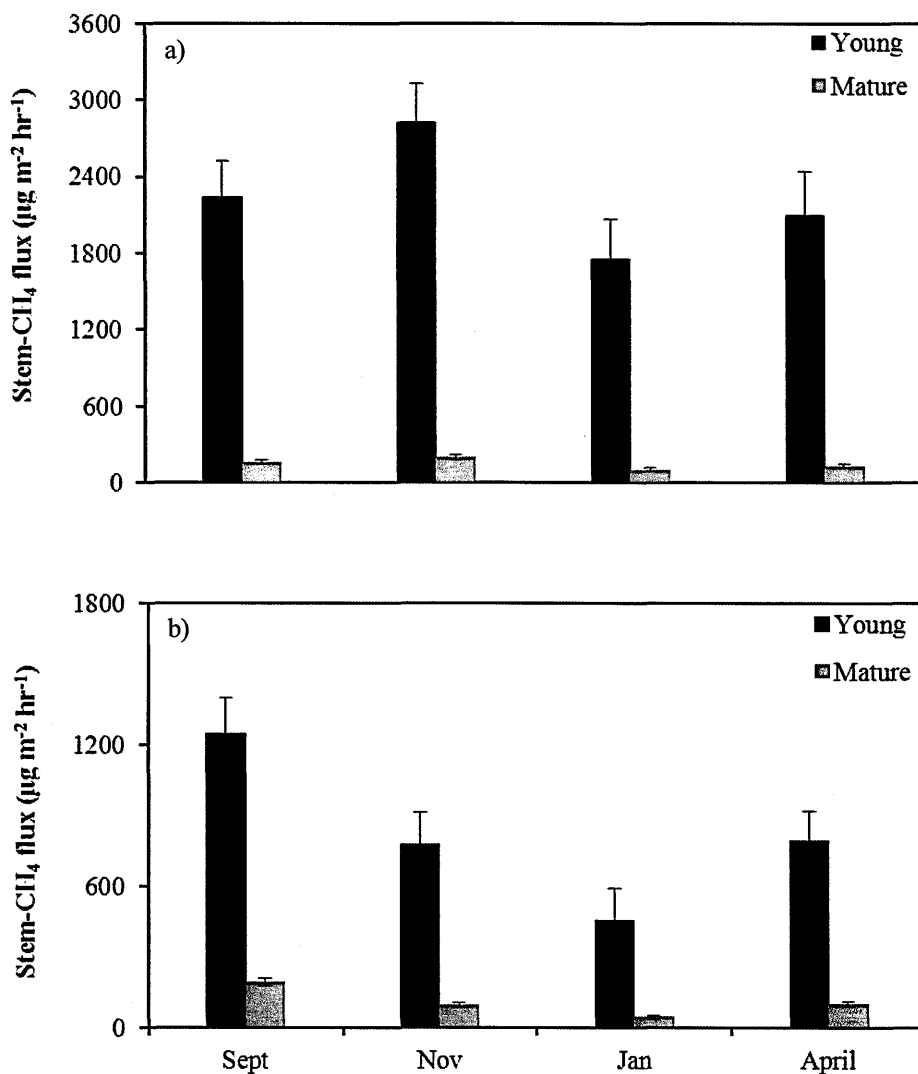 3600
a)
Young
3000
Mature
2400
1800
1200
600
0
Stem-CH₄ flux (µg m⁻² hr⁻¹)
1800
b)
Young
Mature
1200
600
0
Stem-CH₄ flux (µg m⁻² hr⁻¹)
Sept Nov Jan April